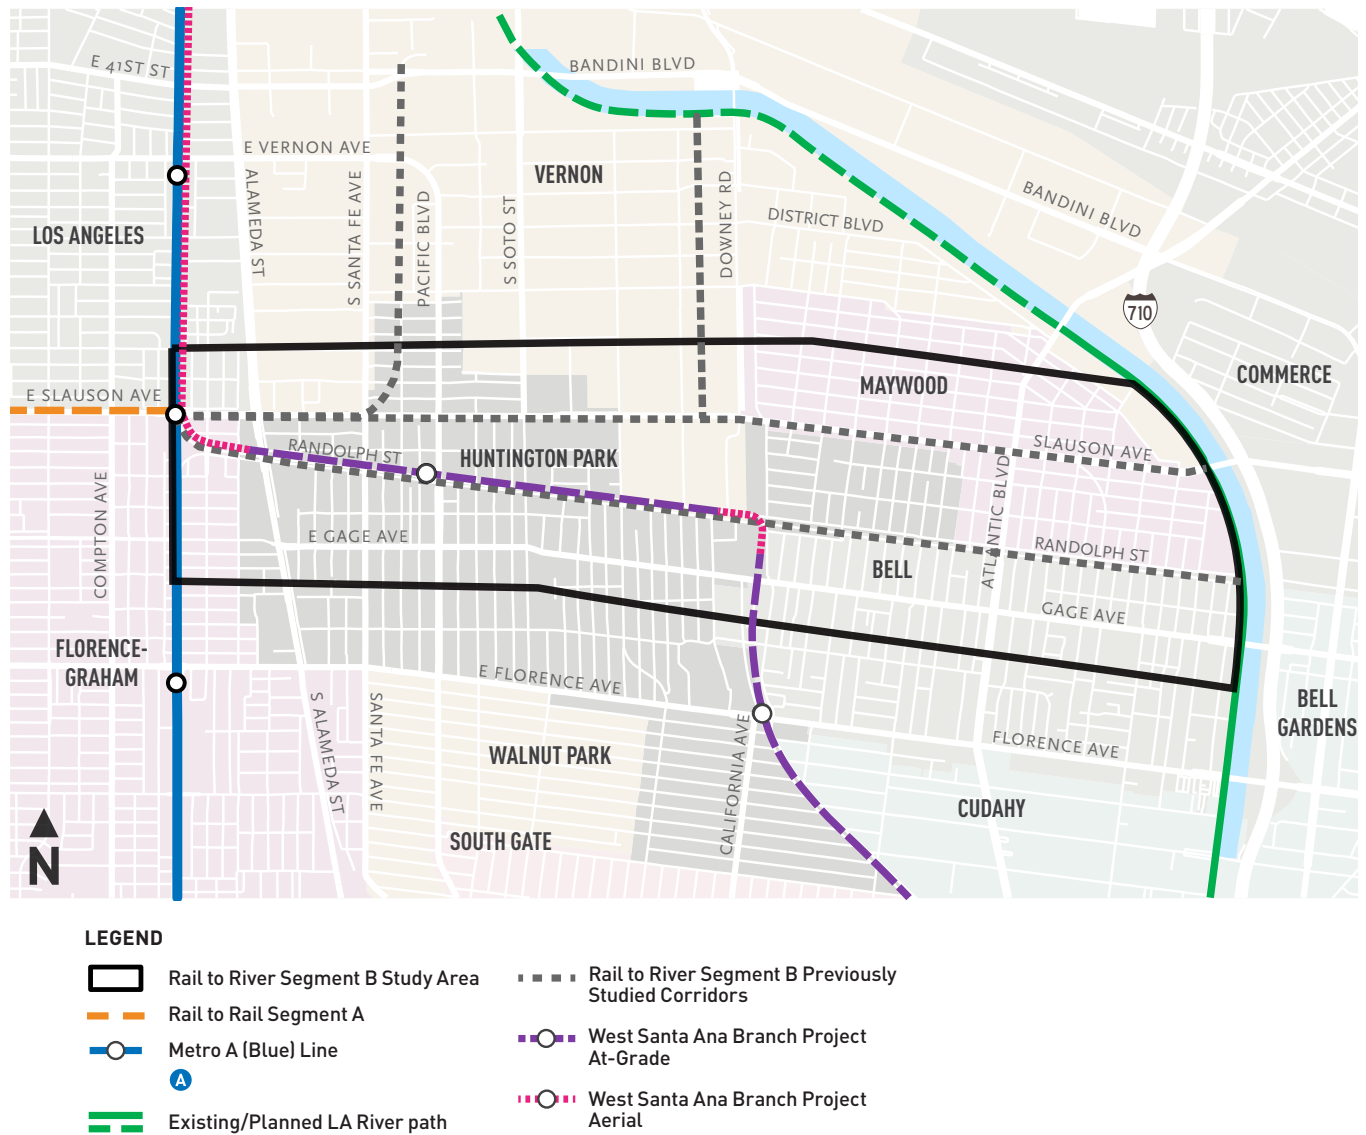 E 41ST ST
BANDINI BLVD
E VERNON AVE
VERNON
ALAMEDA ST
S SANTA FE AVE
PACIFIC BLVD
S SOTO ST
DOWNEY RD
DISTRICT BLVD
BANDINI BLVD
LOS ANGELES
710
COMMERCE
MAYWOOD
E SLAUSON AVE
SLAUSON AVE
RANDOLPH ST
HUNTINGTON PARK
COMPTON AVE
ATLANTIC BLVD
E GAGE AVE
RANDOLPH ST
BELL
GAGE AVE
FLORENCE-
GRAHAM
E FLORENCE AVE
S ALAMEDA ST
SANTA FE AVE
CALIFORNIA AVE
BELL
GARDENS
FLORENCE AVE
WALNUT PARK
CUDAHY
SOUTH GATE
N
LEGEND
Rail to River Segment B Study Area
Rail to Rail Segment A
Metro A (Blue) Line
A
Existing/Planned LA River path
Rail to River Segment B Previously
Studied Corridors
West Santa Ana Branch Project
At-Grade
West Santa Ana Branch Project
Aerial